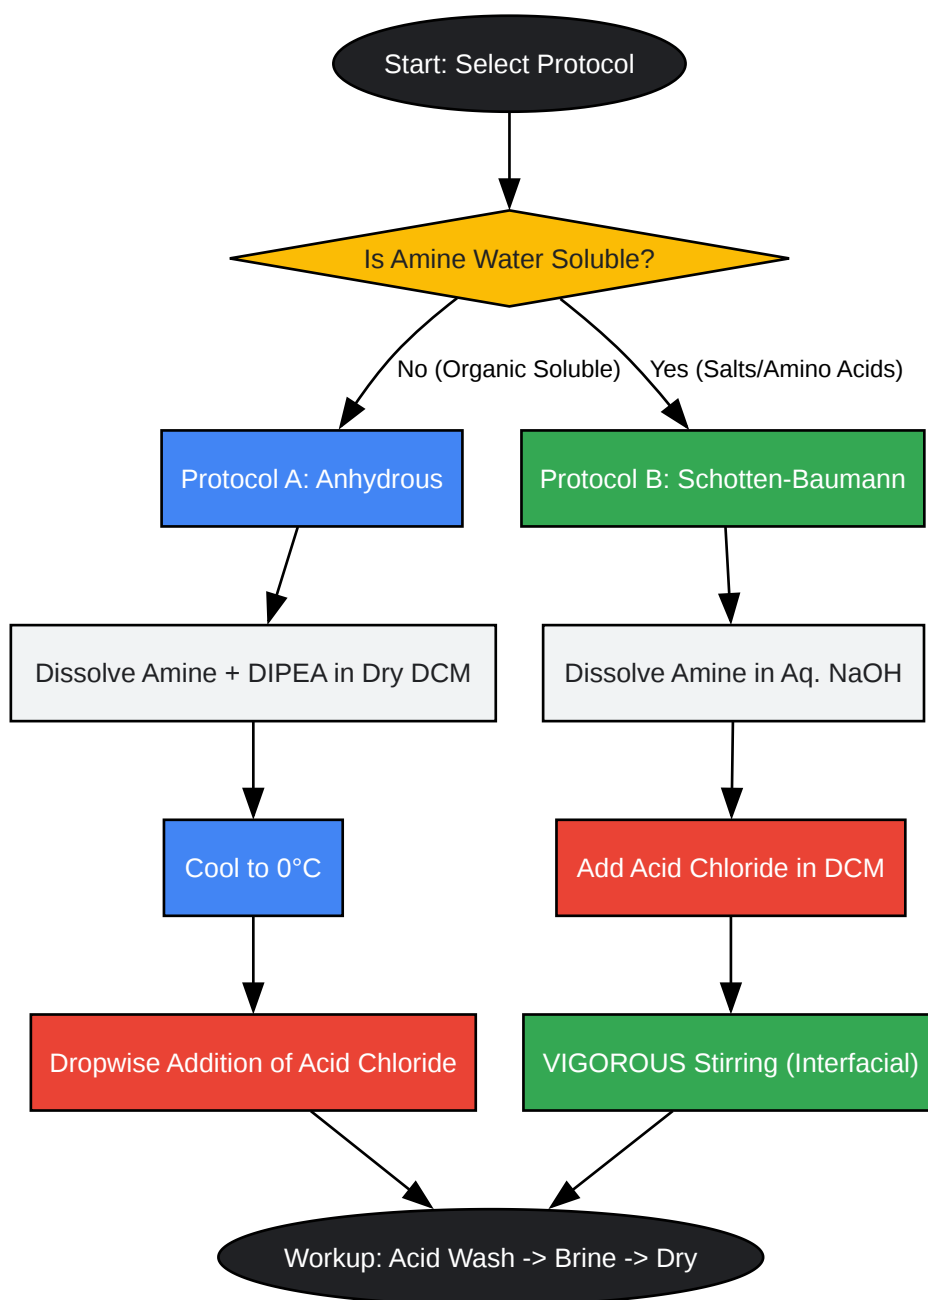 Start: Select Protocol
Is Amine Water Soluble?
No (Organic Soluble)
Yes (Salts/Amino Acids)
Protocol A: Anhydrous
Protocol B: Schotten-Baumann
Dissolve Amine + DIPEA in Dry DCM
Dissolve Amine in Aq. NaOH
Cool to 0°C
Add Acid Chloride in DCM
Dropwise Addition of Acid Chloride
VIGOROUS Stirring (Interfacial)
Workup: Acid Wash -> Brine -> Dry